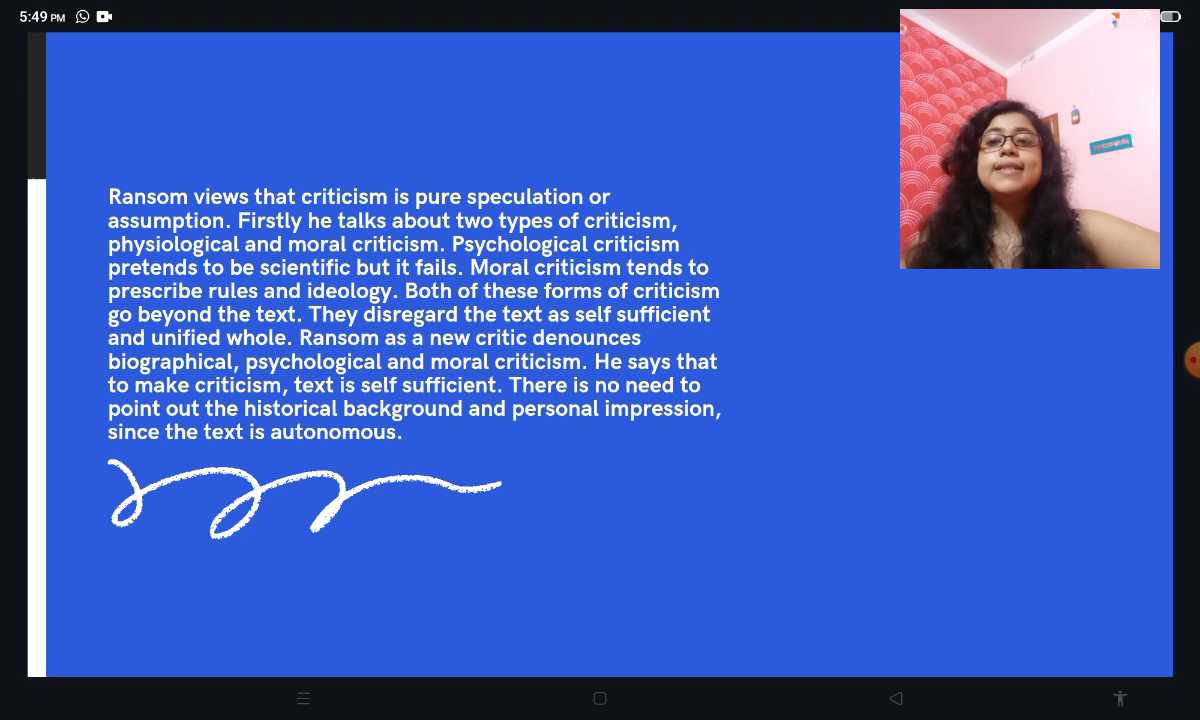 5:49 PM
Ransom views that criticism is pure speculation or
assumption. Firstly he talks about two types of criticism,
physiological and moral criticism. Psychological criticism
pretends to be scientific but it fails. Moral criticism tends to
prescribe rules and ideology. Both of these forms of criticism
go beyond the text. They disregard the text as self sufficient
and unified whole. Ransom as a new critic denounces
biographical, psychological and moral criticism. He says that
to make criticism, text is self sufficient. There is no need to
point out the historical background and personal impression,
since the text is autonomous.